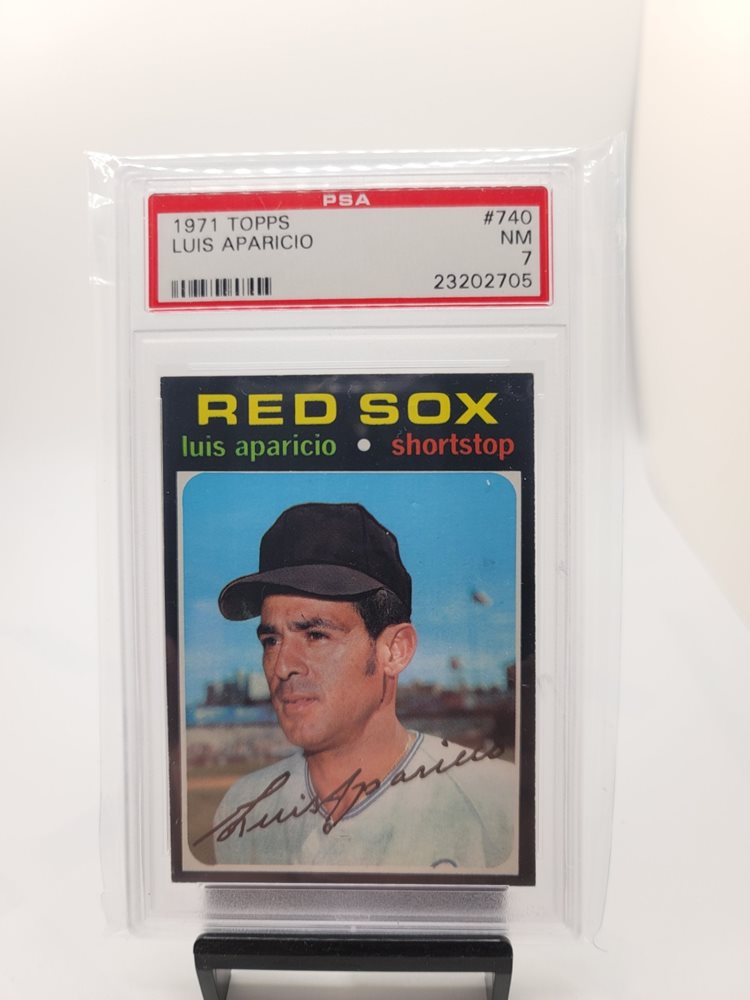 PSA
1971 TOPPS #740
LUIS APARICIO NM
7
23202705
RED SOX
luis aparicio • shortstop
Luis Aparicio